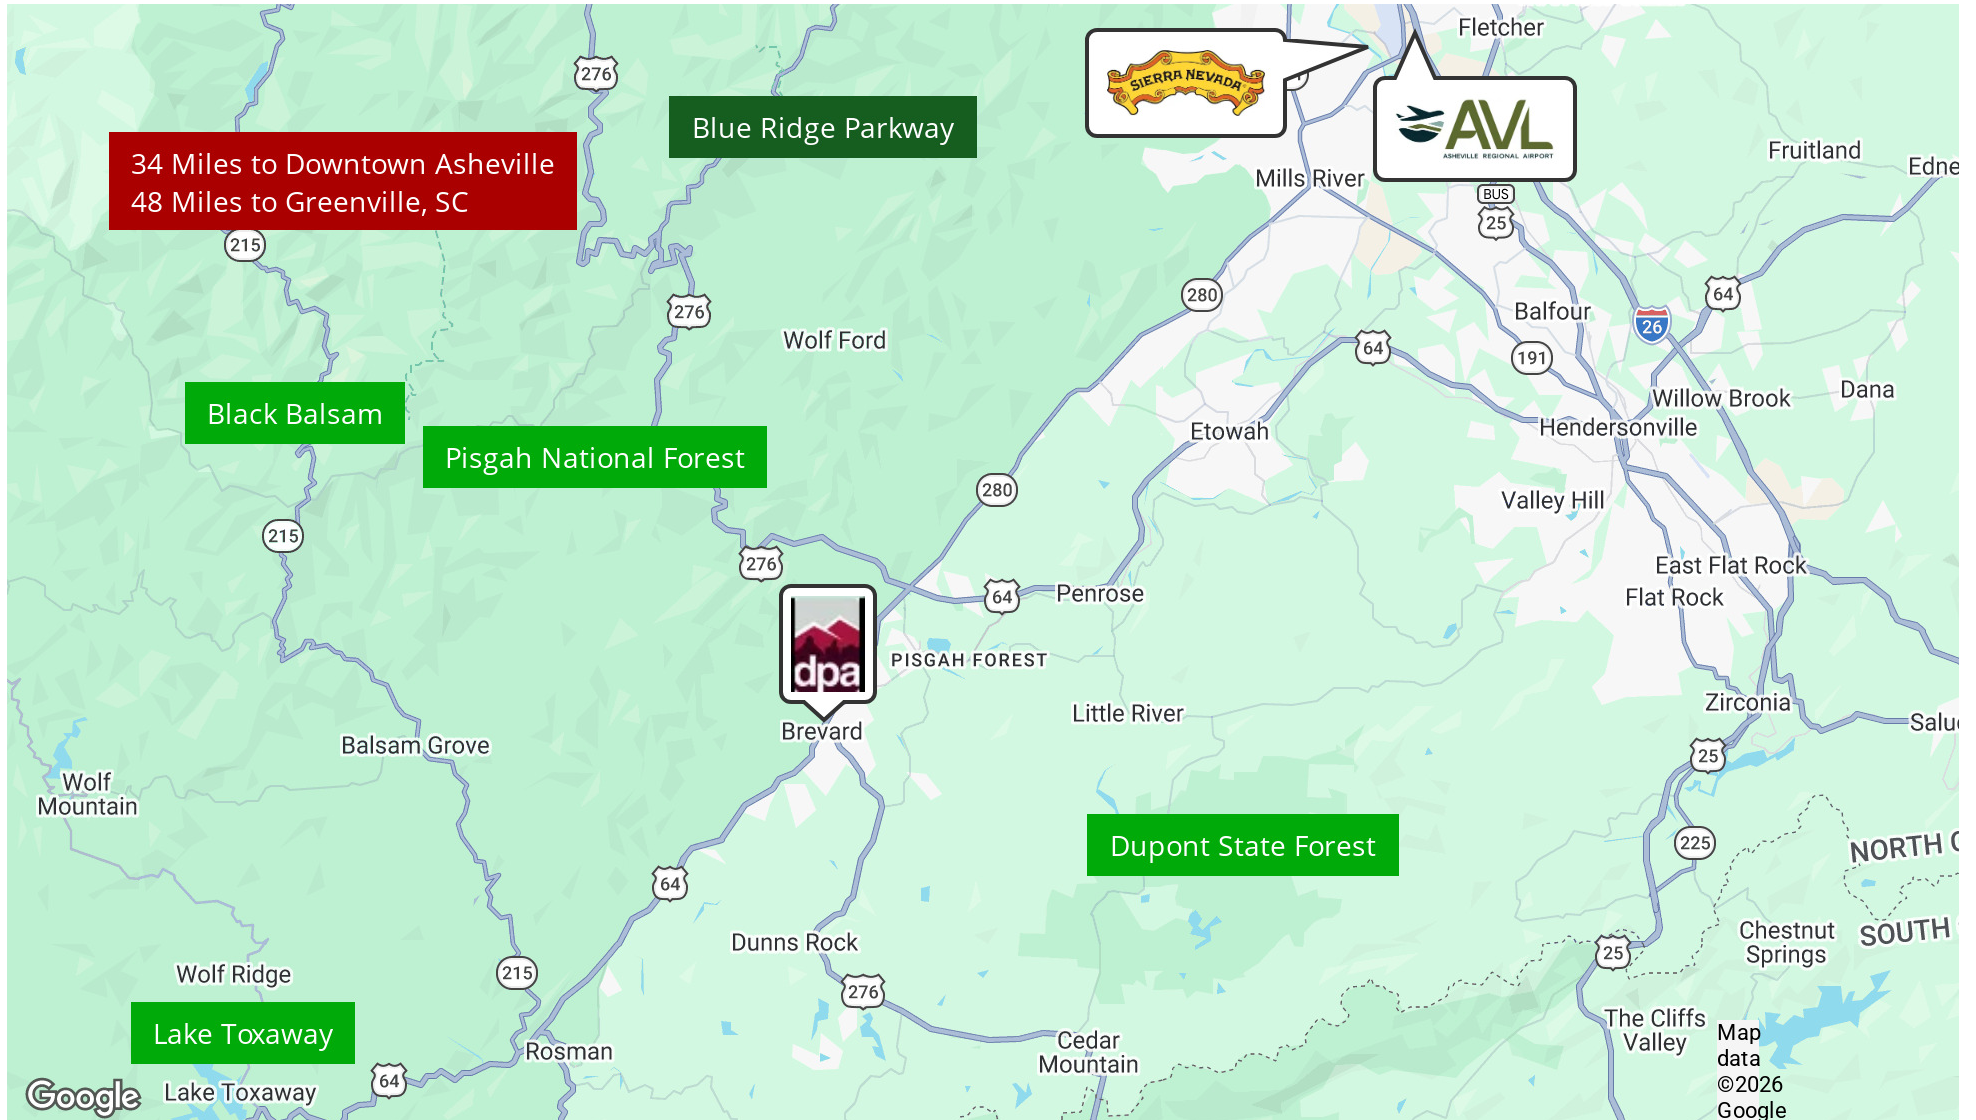 Fletcher
276
SIERRA NEVADA
AVL
ASHEVILLE REGIONAL AIRPORT
Blue Ridge Parkway
34 Miles to Downtown Asheville
48 Miles to Greenville, SC
Fruitland
Edne
Mills River
BUS
25
215
280
64
276
Balfour
26
Wolf Ford
64
191
Willow Brook
Dana
Black Balsam
Etowah
Hendersonville
Pisgah National Forest
280
Valley Hill
215
276
East Flat Rock
64
Penrose
Flat Rock
dpa
PISGAH FOREST
Zirconia
Little River
Brevard
Salu
Balsam Grove
25
Wolf
Mountain
Dupont State Forest
225
NORTH C
64
Dunns Rock
Chestnut
Springs
SOUTH
25
Wolf Ridge
215
276
Lake Toxaway
The Cliffs
Valley
Rosman
Cedar
Mountain
64
Lake Toxaway
Google
Map
data
©2026
Google